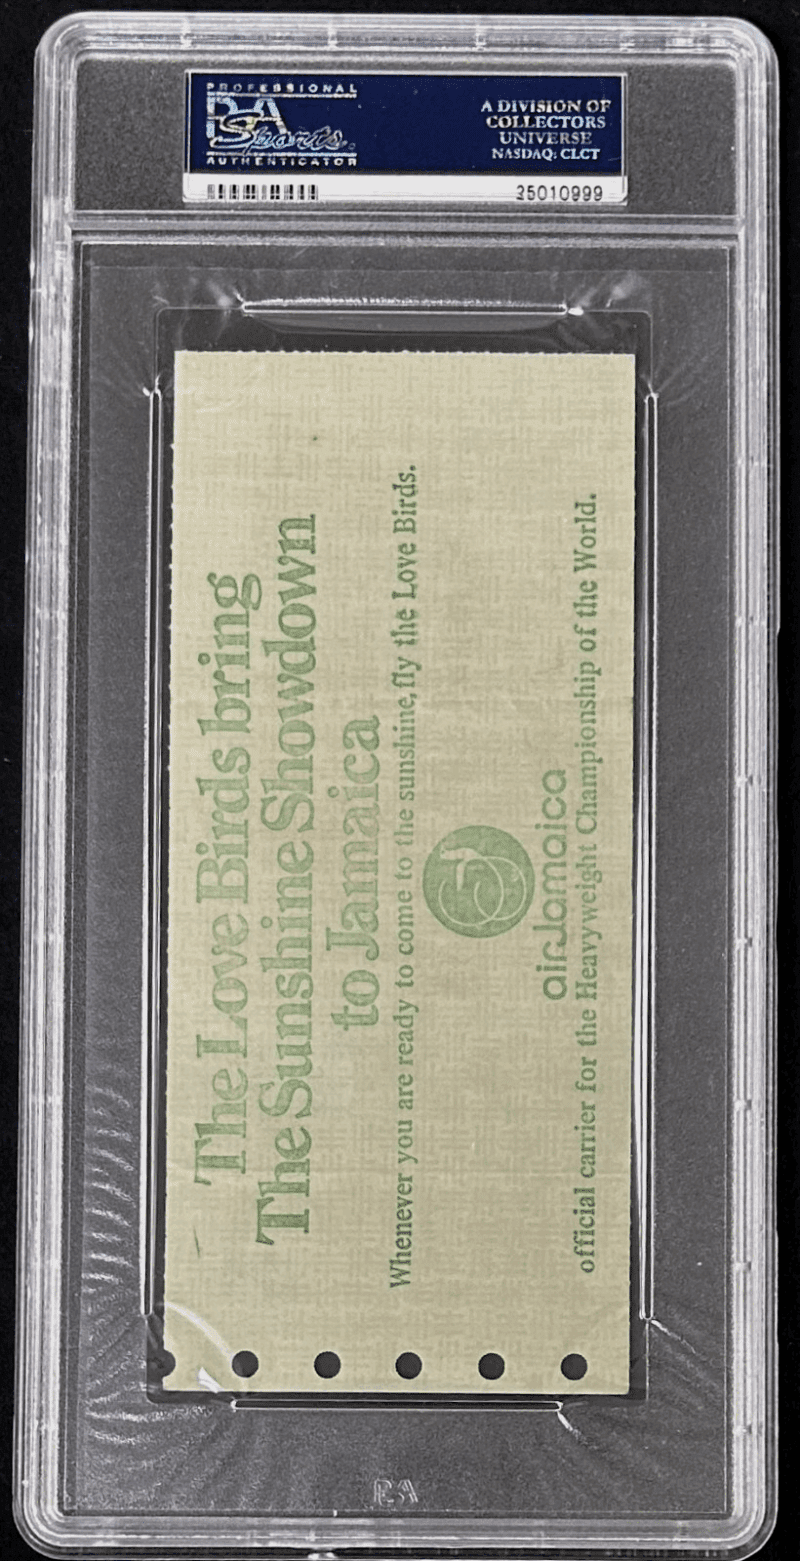 PROFESSIONAL
PSA
Sports
AUTHENTICATOR
A DIVISION OF
COLLECTORS
UNIVERSE
NASDAQ: CLCT
35010999
The Love Birds bring
The Sunshine Showdown
to Jamaica
Whenever you are ready to come to the sunshine, fly the Love Birds.
airJamaica
official carrier for the Heavyweight Championship of the World.
PSA